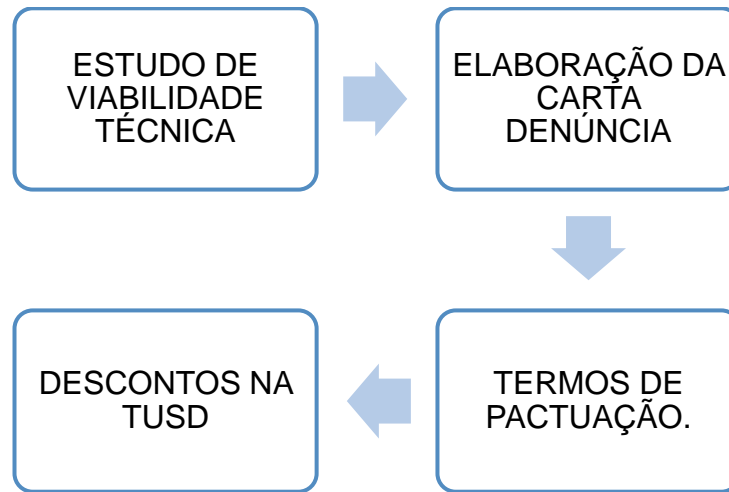 ESTUDO DE
VIABILIDADE
TÉCNICA
ELABORAÇÃO DA
CARTA
DENÚNCIA
TERMOS DE
PACTUAÇÃO.
DESCONTOS NA
TUSD